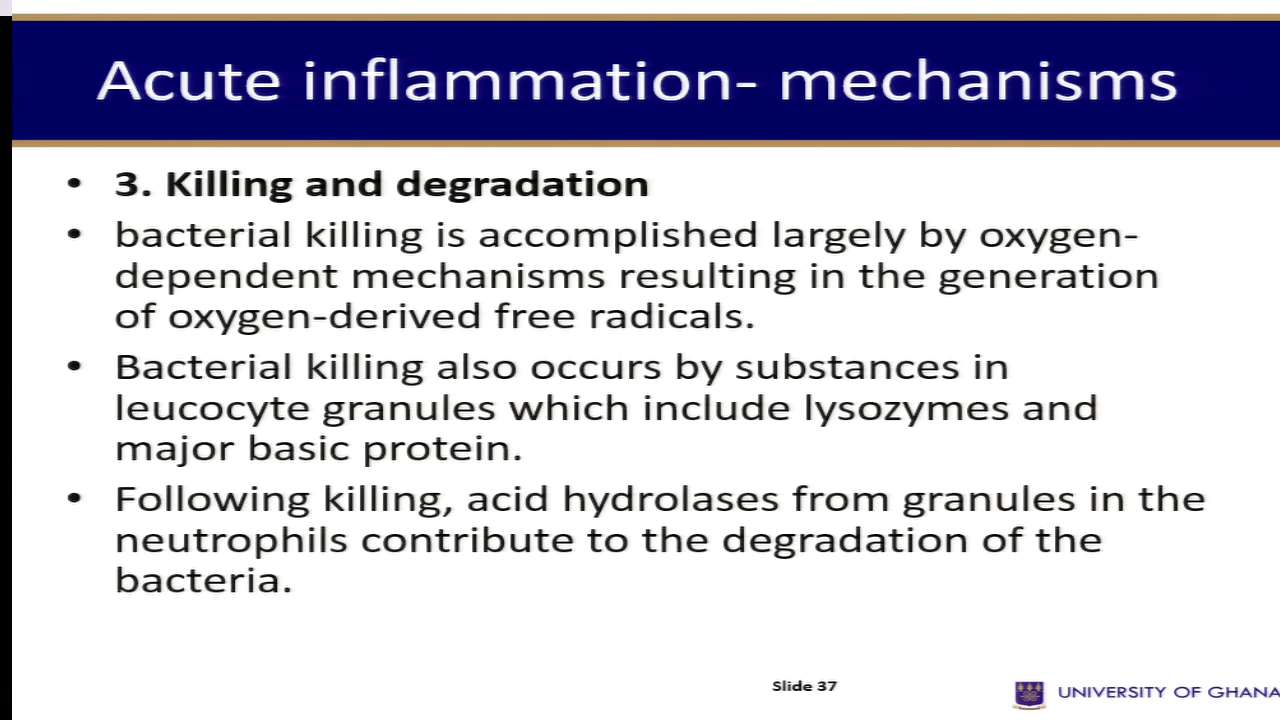 Acute inflammation- mechanisms
• 3. Killing and degradation
• bacterial killing is accomplished largely by oxygen-
dependent mechanisms resulting in the generation
of oxygen-derived free radicals.
• Bacterial killing also occurs by substances in
leucocyte granules which include lysozymes and
major basic protein.
• Following killing, acid hydrolases from granules in the
neutrophils contribute to the degradation of the
bacteria.
Slide 37
UNIVERSITY OF GHANA